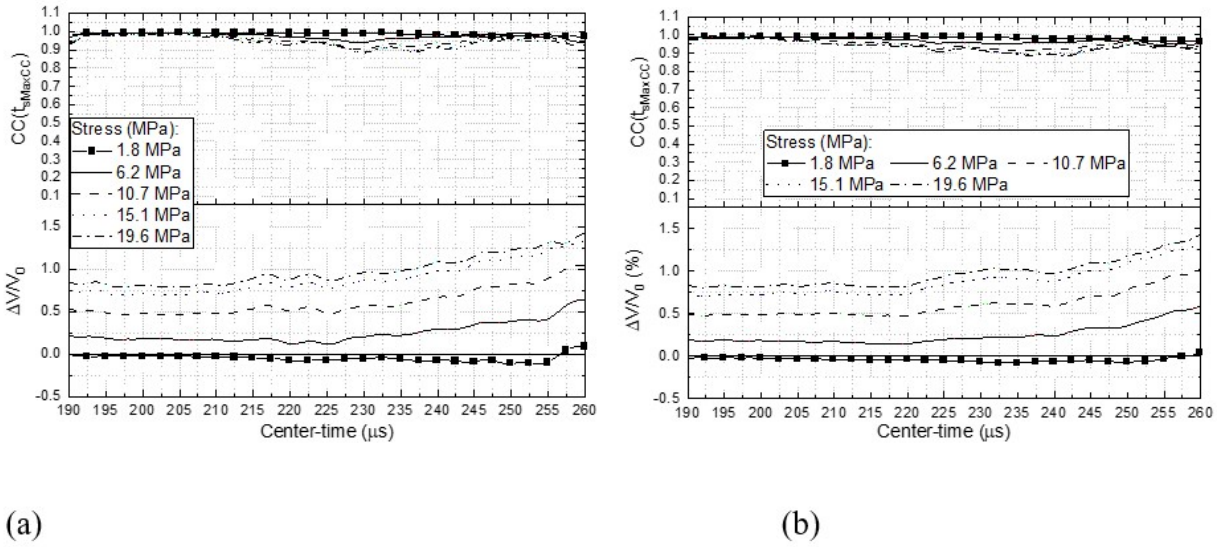 1.1
1.0
0.9
0.8
0.7
0.6
0.5
0.4
0.3
0.2
0.1
CC(tsMaxCC)
Stress (MPa):
1.8 MPa
6.2 MPa
10.7 MPa
15.1 MPa
19.6 MPa
1.5
1.0
0.5
0.0
-0.5
ΔV/V0
190 195 200 205 210 215 220 225 230 235 240 245 250 255 260
Center-time (μs)
(a)
1.1
1.0
0.9
0.8
0.7
0.6
0.5
0.4
0.3
0.2
0.1
CC(tsMaxCC)
Stress (MPa):
1.8 MPa 6.2 MPa 10.7 MPa
15.1 MPa 19.6 MPa
1.5
1.0
0.5
0.0
-0.5
ΔV/V0 (%)
190 195 200 205 210 215 220 225 230 235 240 245 250 255 260
Center-time (μs)
(b)